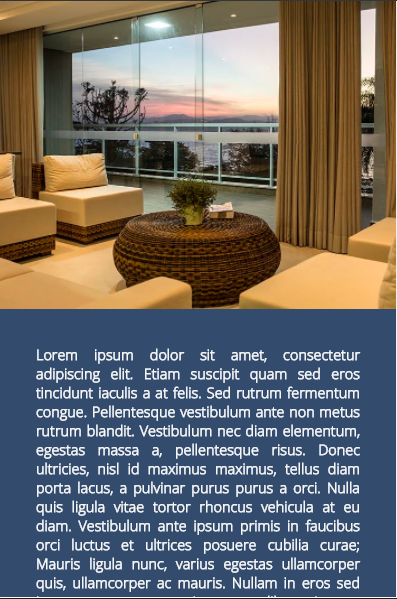 Lorem ipsum dolor sit amet, consectetur
adipiscing elit. Etiam suscipit quam sed eros
tincidunt iaculis a at felis. Sed rutrum fermentum
congue. Pellentesque vestibulum ante non metus
rutrum blandit. Vestibulum nec diam elementum,
egestas massa a, pellentesque risus. Donec
ultricies, nisl id maximus maximus, tellus diam
porta lacus, a pulvinar purus purus a orci. Nulla
quis ligula vitae tortor rhoncus vehicula at eu
diam. Vestibulum ante ipsum primis in faucibus
orci luctus et ultrices posuere cubilia curae;
Mauris ligula nunc, varius egestas ullamcorper
quis, ullamcorper ac mauris. Nullam in eros sed